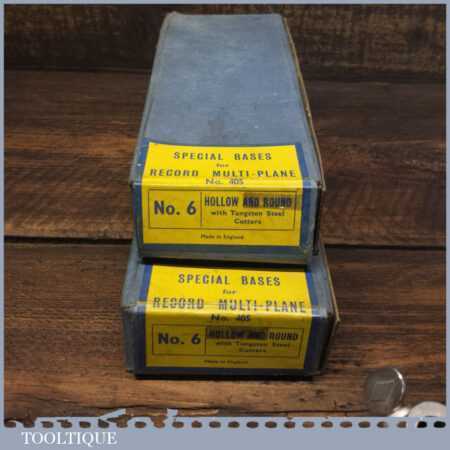 SPECIAL BASES
for
RECORD MULTI-PLANE
No. 405
No. 6
HOLLOW AND ROUND
with Tungsten Steel
Cutters
Made in England
SPECIAL BASES
for
RECORD MULTI-PLANE
No. 405
No. 6
HOLLOW AND ROUND
with Tungsten Steel
Cutters
Made in England
TOOLTIQUE